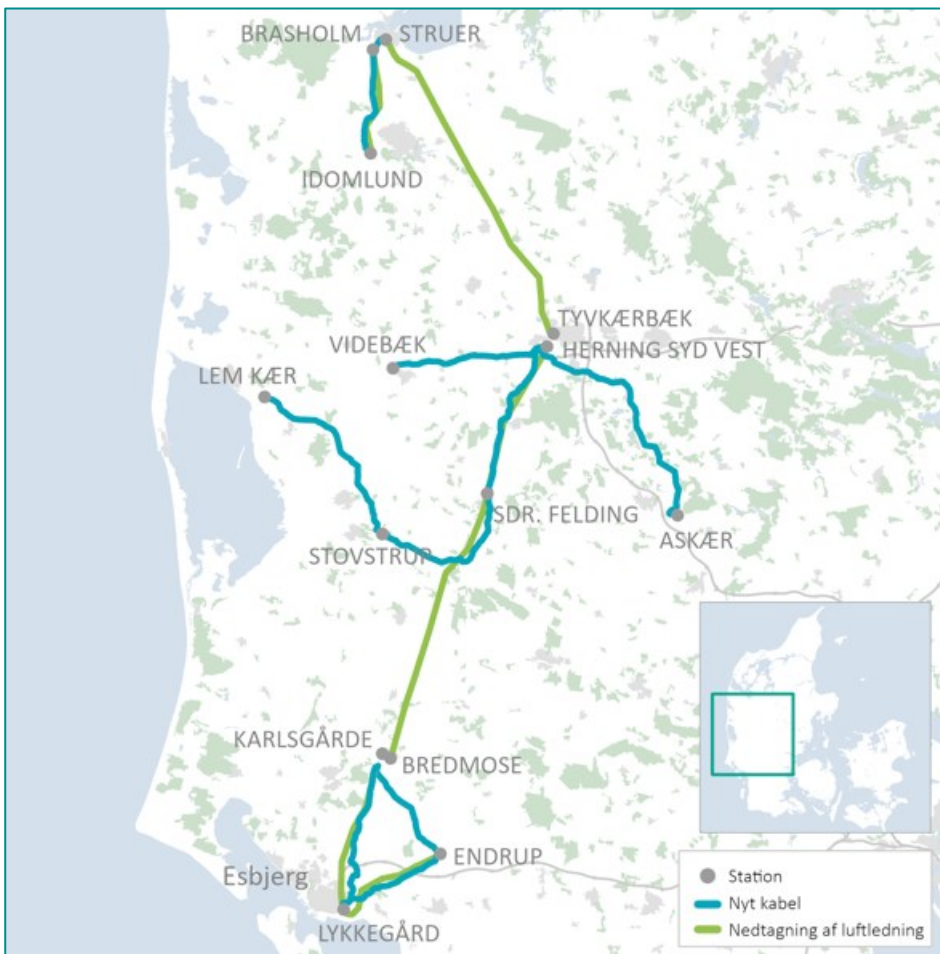 BRASHOLM
STRUER
IDOMLUND
TYVKÆRBÆK
VIDEBÆK
HERNING SYD VEST
LEM KÆR
SDR. FELDING
ASKÆR
STOVSTRUP
KARLSGÅRDE
BREDMOSE
ENDRUP
Esbjerg
LYKKEGÅRD
Station
Nyt kabel
Nedtagning af luftledning